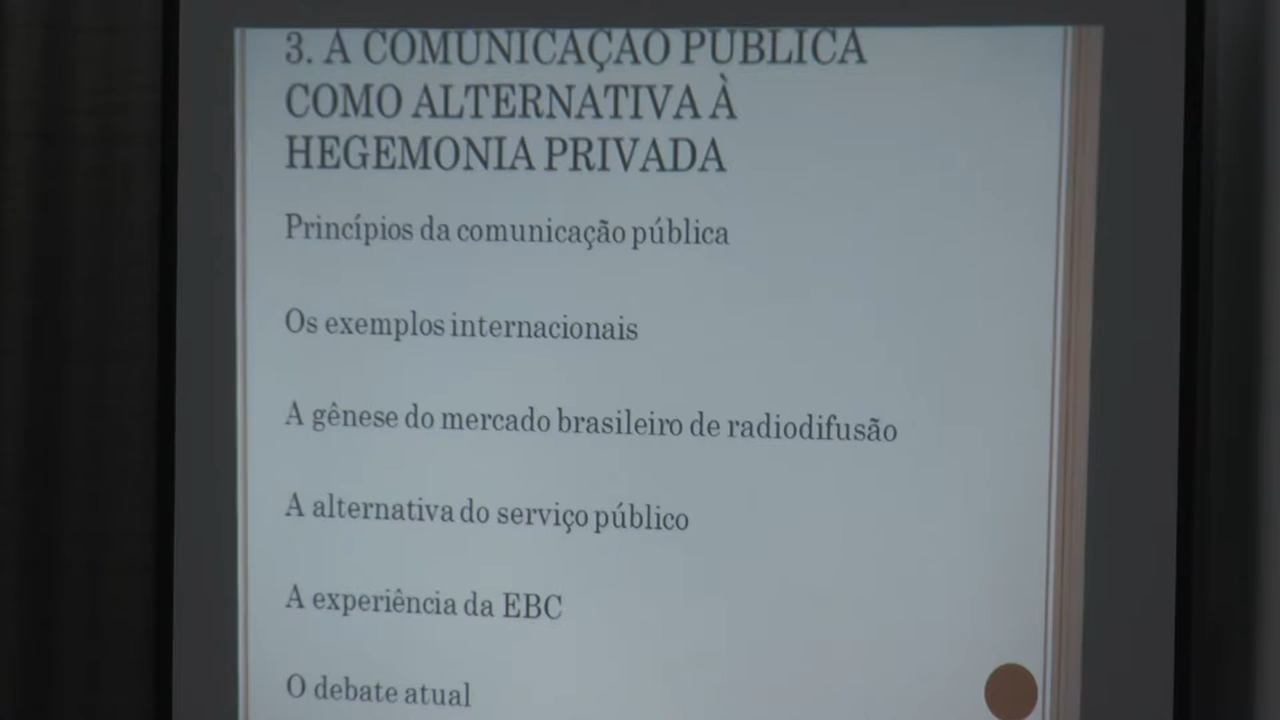 3. A COMUNICAÇÃO PÚBLICA
COMO ALTERNATIVA À
HEGEMONIA PRIVADA
Princípios da comunicação pública
Os exemplos internacionais
A gênese do mercado brasileiro de radiodifusão
A alternativa do serviço público
A experiência da EBC
O debate atual